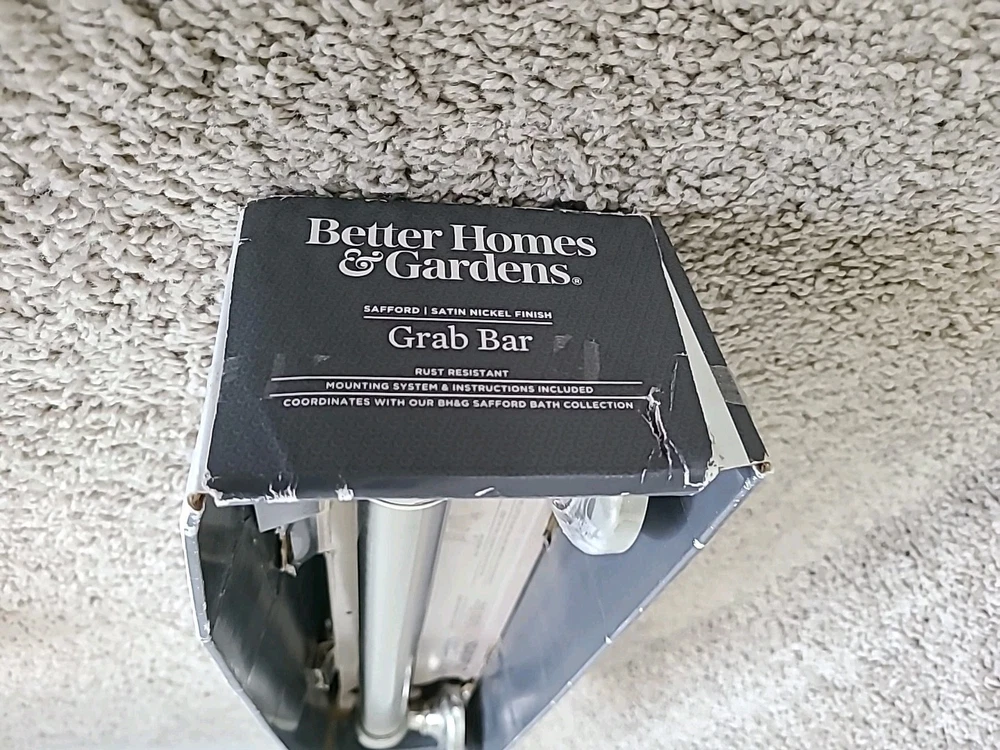 Better Homes
& Gardens®
SAFFORD | SATIN NICKEL FINISH
Grab Bar
RUST RESISTANT
MOUNTING SYSTEM & INSTRUCTIONS INCLUDED
COORDINATES WITH OUR BH&G SAFFORD BATH COLLECTION